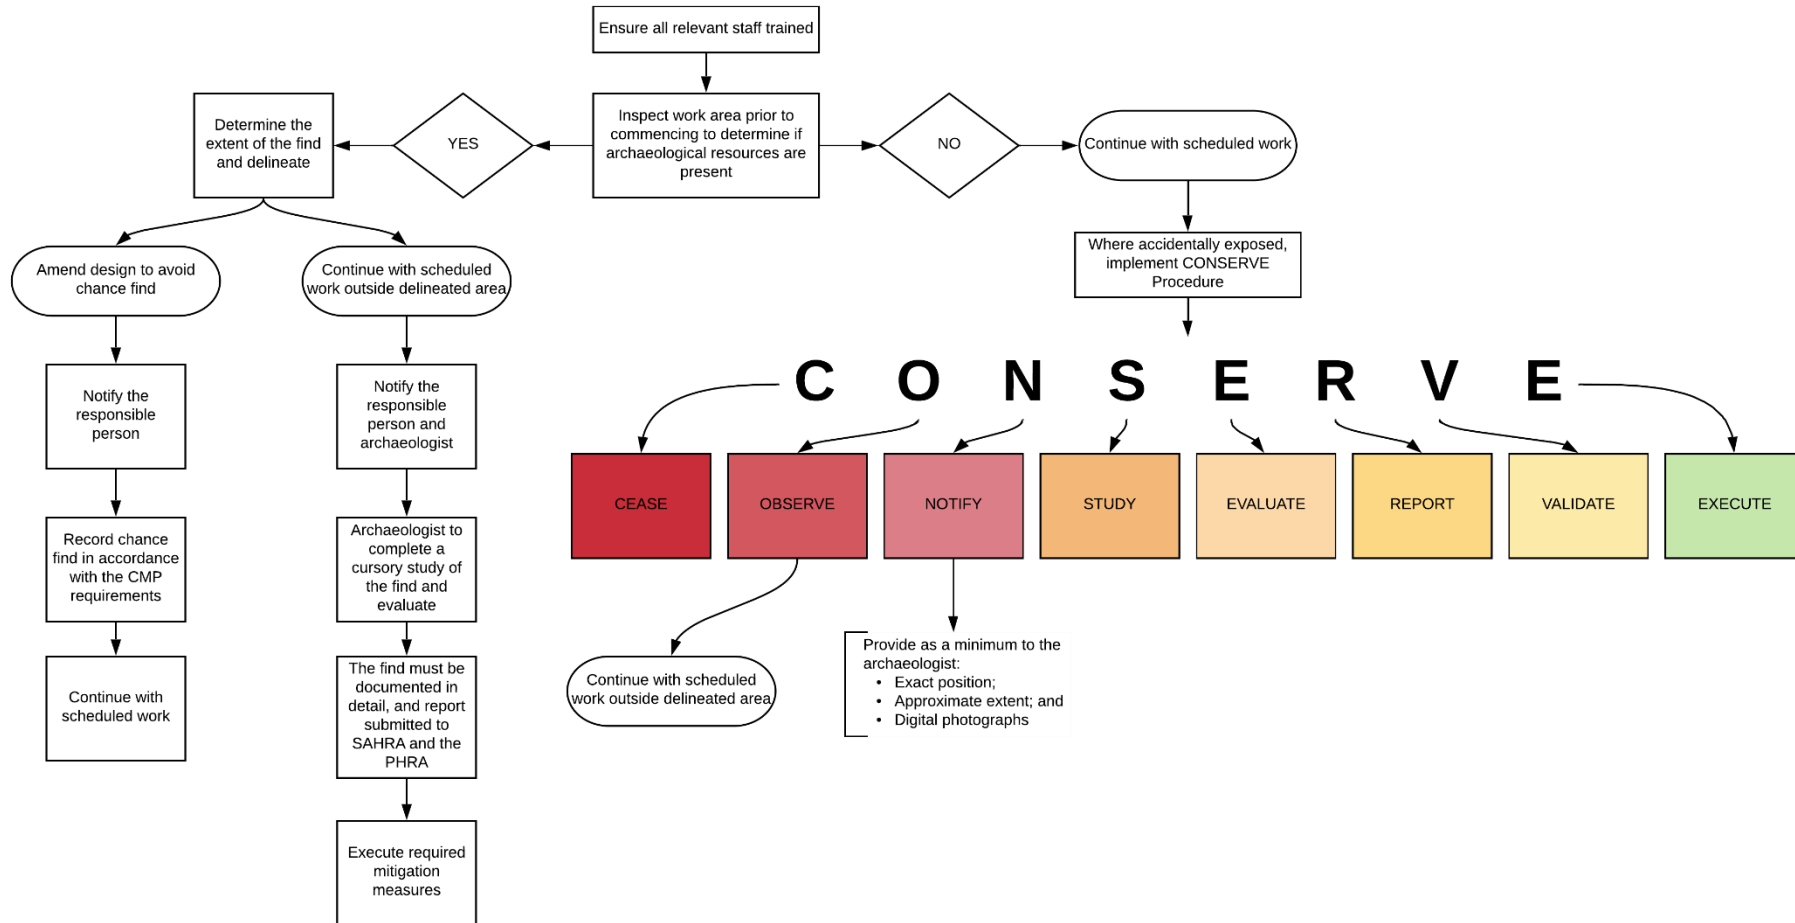 Ensure all relevant staff trained
Inspect work area prior to
commencing to determine if
archaeological resources are
present
YES
NO
Determine the
extent of the find
and delineate
Continue with scheduled work
Amend design to avoid
chance find
Continue with scheduled
work outside delineated area
Where accidentally exposed,
implement CONSERVE
Procedure
Notify the
responsible
person
Notify the
responsible
person and
archaeologist
Record chance
find in accordance
with the CMP
requirements
Archaeologist to
complete a
cursory study of
the find and
evaluate
Continue with
scheduled work
The find must be
documented in
detail, and report
submitted to
SAHRA and the
PHRA
Execute required
mitigation
measures
C O N S E R V E
CEASE
OBSERVE
NOTIFY
STUDY
EVALUATE
REPORT
VALIDATE
EXECUTE
Continue with scheduled
work outside delineated area
Provide as a minimum to the
archaeologist:
• Exact position;
• Approximate extent; and
• Digital photographs